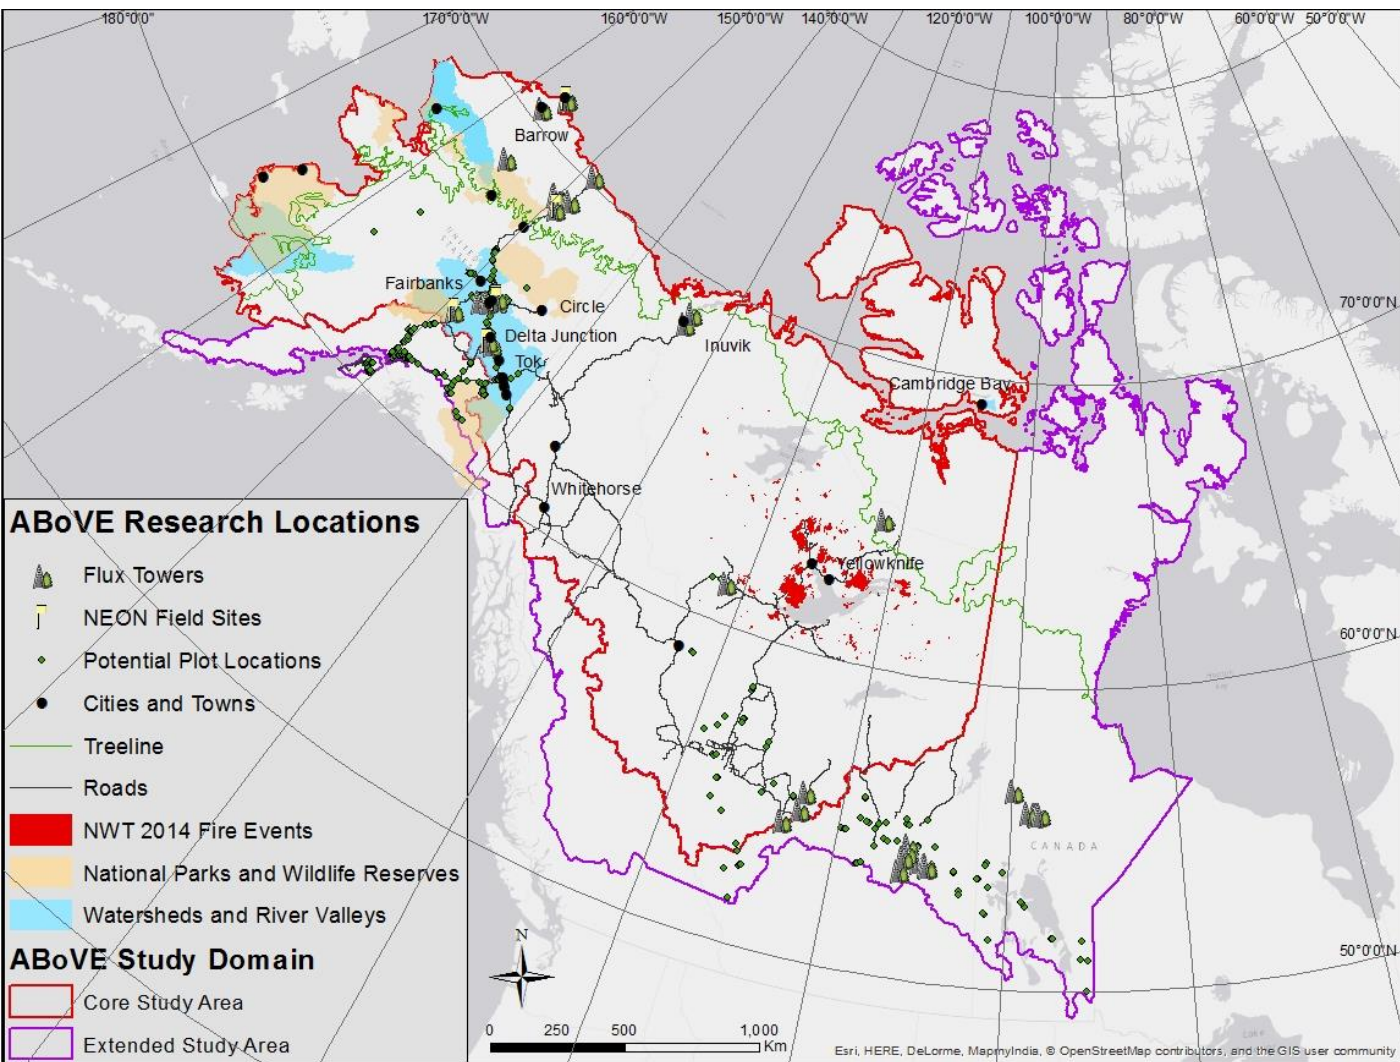 180°0'0"
170°0'0"W
160°0'0"W
150°0'0"W
140°0'0"W
120°0'0"W
100°0'0"W
80°0'0"W
60°0'0"W
50°0'0"W
Barrow
Fairbanks
Circle
Delta Junction
Tok
Inuvik
70°0'0"N
Cambridge Bay
Whitehorse
Yellowknife
60°0'0"N
CANADA
50°0'0"N
ABoVE Research Locations
Flux Towers
NEON Field Sites
Potential Plot Locations
Cities and Towns
Treeline
Roads
NWT 2014 Fire Events
National Parks and Wildlife Reserves
Watersheds and River Valleys
ABoVE Study Domain
Core Study Area
Extended Study Area
N
0 250 500 1,000
Km
Esri, HERE, DeLorme, MapmyIndia, © OpenStreetMap contributors, and the GIS user community